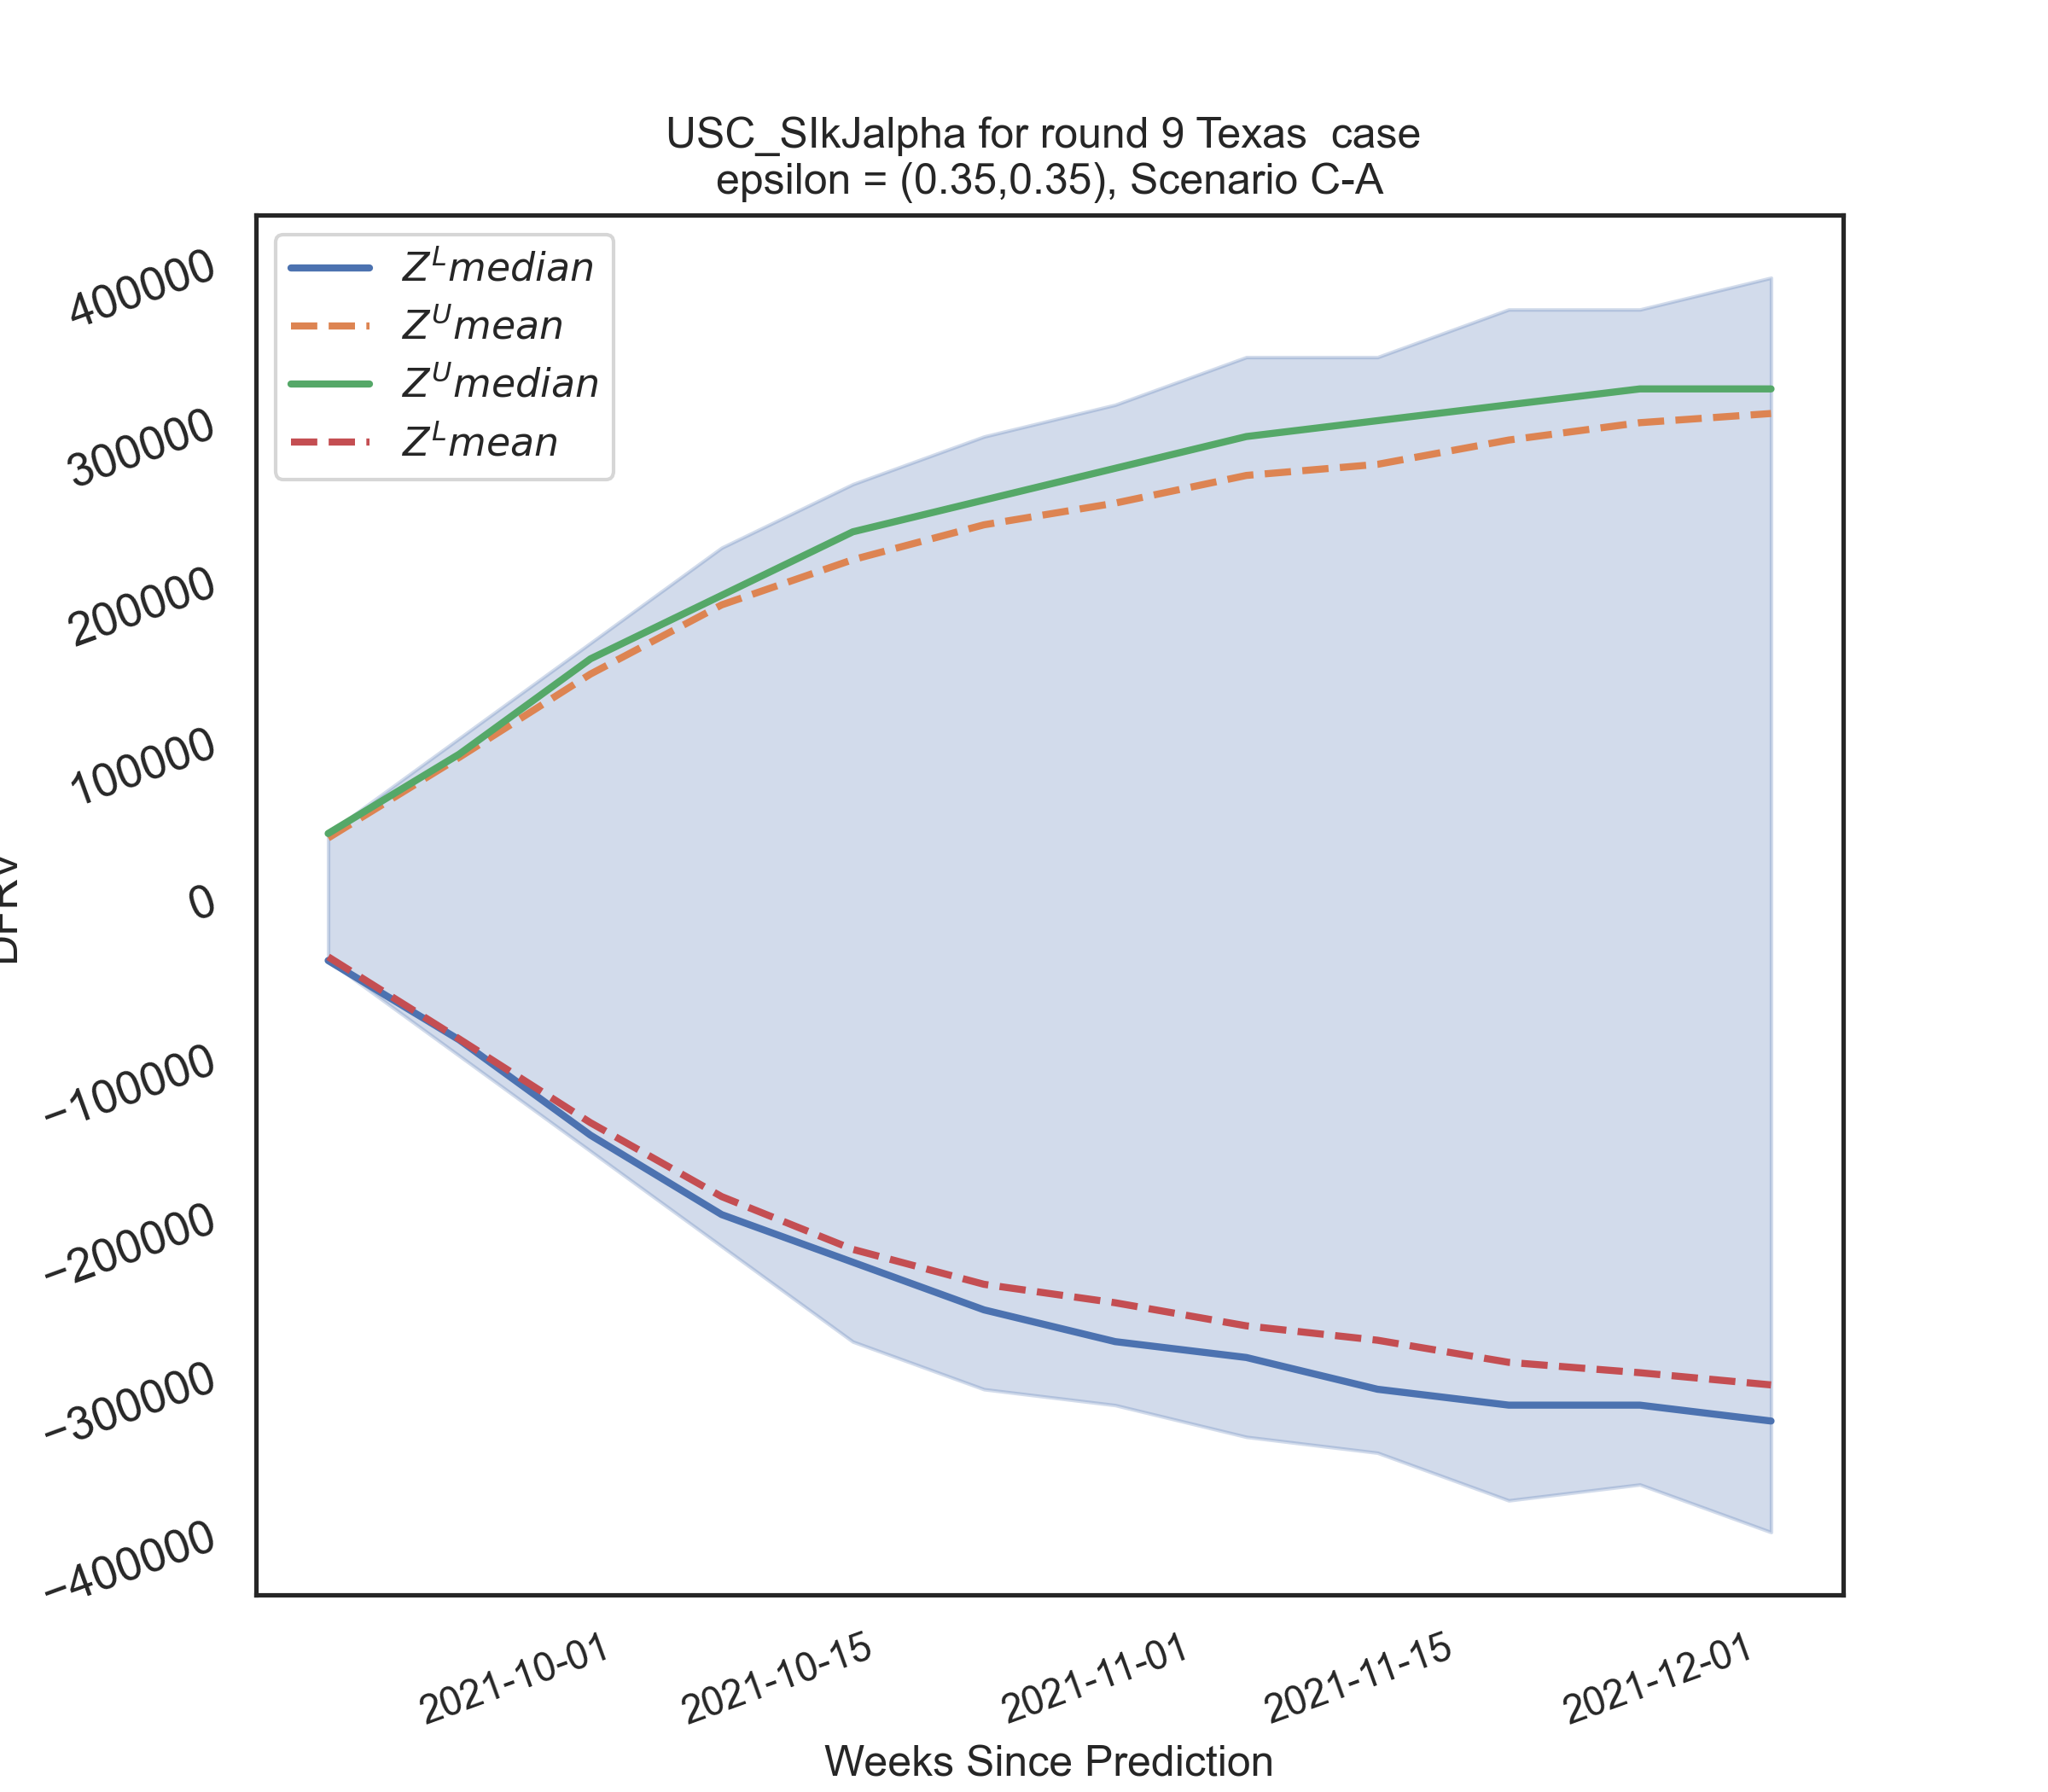 USC_SIkJalpha for round 9 Texas  case
epsilon = (0.35,0.35), Scenario C-A
Z^L median
Z^U mean
Z^U median
Z^L mean
400000
300000
200000
100000
0
−100000
−200000
−300000
−400000
2021-10-01
2021-10-15
2021-11-01
2021-11-15
2021-12-01
Weeks Since Prediction